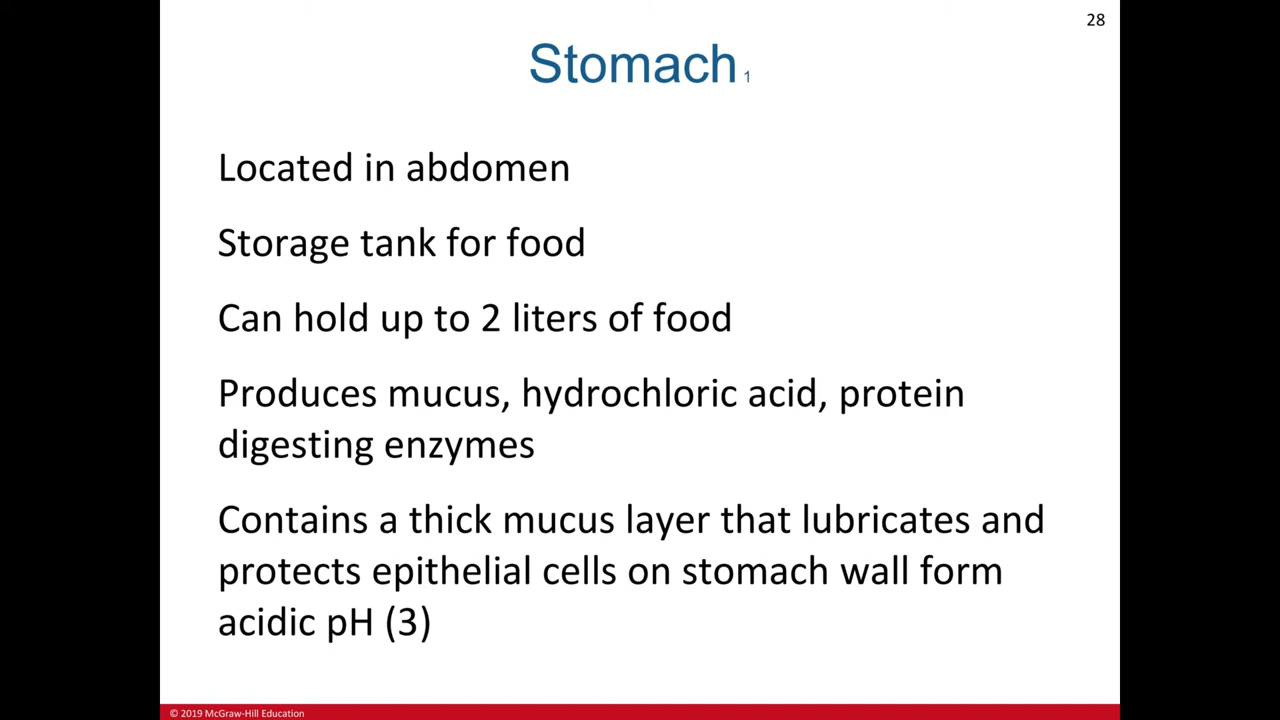 28
Stomach 1
Located in abdomen
Storage tank for food
Can hold up to 2 liters of food
Produces mucus, hydrochloric acid, protein
digesting enzymes
Contains a thick mucus layer that lubricates and
protects epithelial cells on stomach wall form
acidic pH (3)
© 2019 McGraw-Hill Education